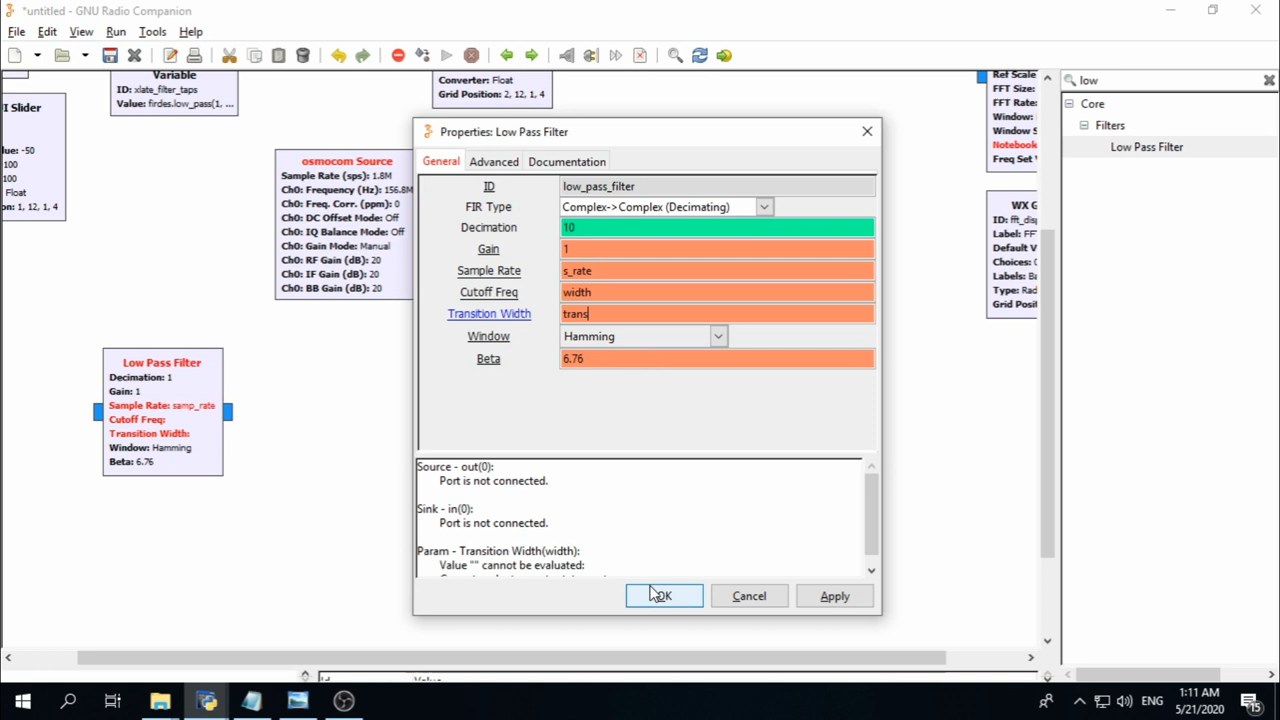 *untitled - GNU Radio Companion
File Edit View Run Tools Help
Variable
ID: xlate_filter_taps
Value: firdes.low_pass(1, ...
Converter: Float
Grid Position: 2, 12, 1, 4
Ref Scale
FFT Size:
FFT Rate:
Window:
Window S
Notebook
Freq Set V
low
Core
Filters
Low Pass Filter
I Slider
lue: -50
100
100
Float
on: 1, 12, 1, 4
osmocom Source
Sample Rate (sps): 1.8M
Ch0: Frequency (Hz): 156.8M
Ch0: Freq. Corr. (ppm): 0
Ch0: DC Offset Mode: Off
Ch0: IQ Balance Mode: Off
Ch0: Gain Mode: Manual
Ch0: RF Gain (dB): 20
Ch0: IF Gain (dB): 20
Ch0: BB Gain (dB): 20
WX G
ID: fft_disp
Label: FF
Default V
Choices: (
Labels: Ba
Type: Rad
Grid Posit
Low Pass Filter
Decimation: 1
Gain: 1
Sample Rate: samp_rate
Cutoff Freq:
Transition Width:
Window: Hamming
Beta: 6.76
Properties: Low Pass Filter
General Advanced Documentation
ID low_pass_filter
FIR Type Complex->Complex (Decimating)
Decimation 10
Gain 1
Sample Rate s_rate
Cutoff Freq width
Transition Width trans
Window Hamming
Beta 6.76
Source - out(0):
Port is not connected.
Sink - in(0):
Port is not connected.
Param - Transition Width(width):
Value "" cannot be evaluated:
OK Cancel Apply
Id Value
ENG
1:11 AM
5/21/2020
15